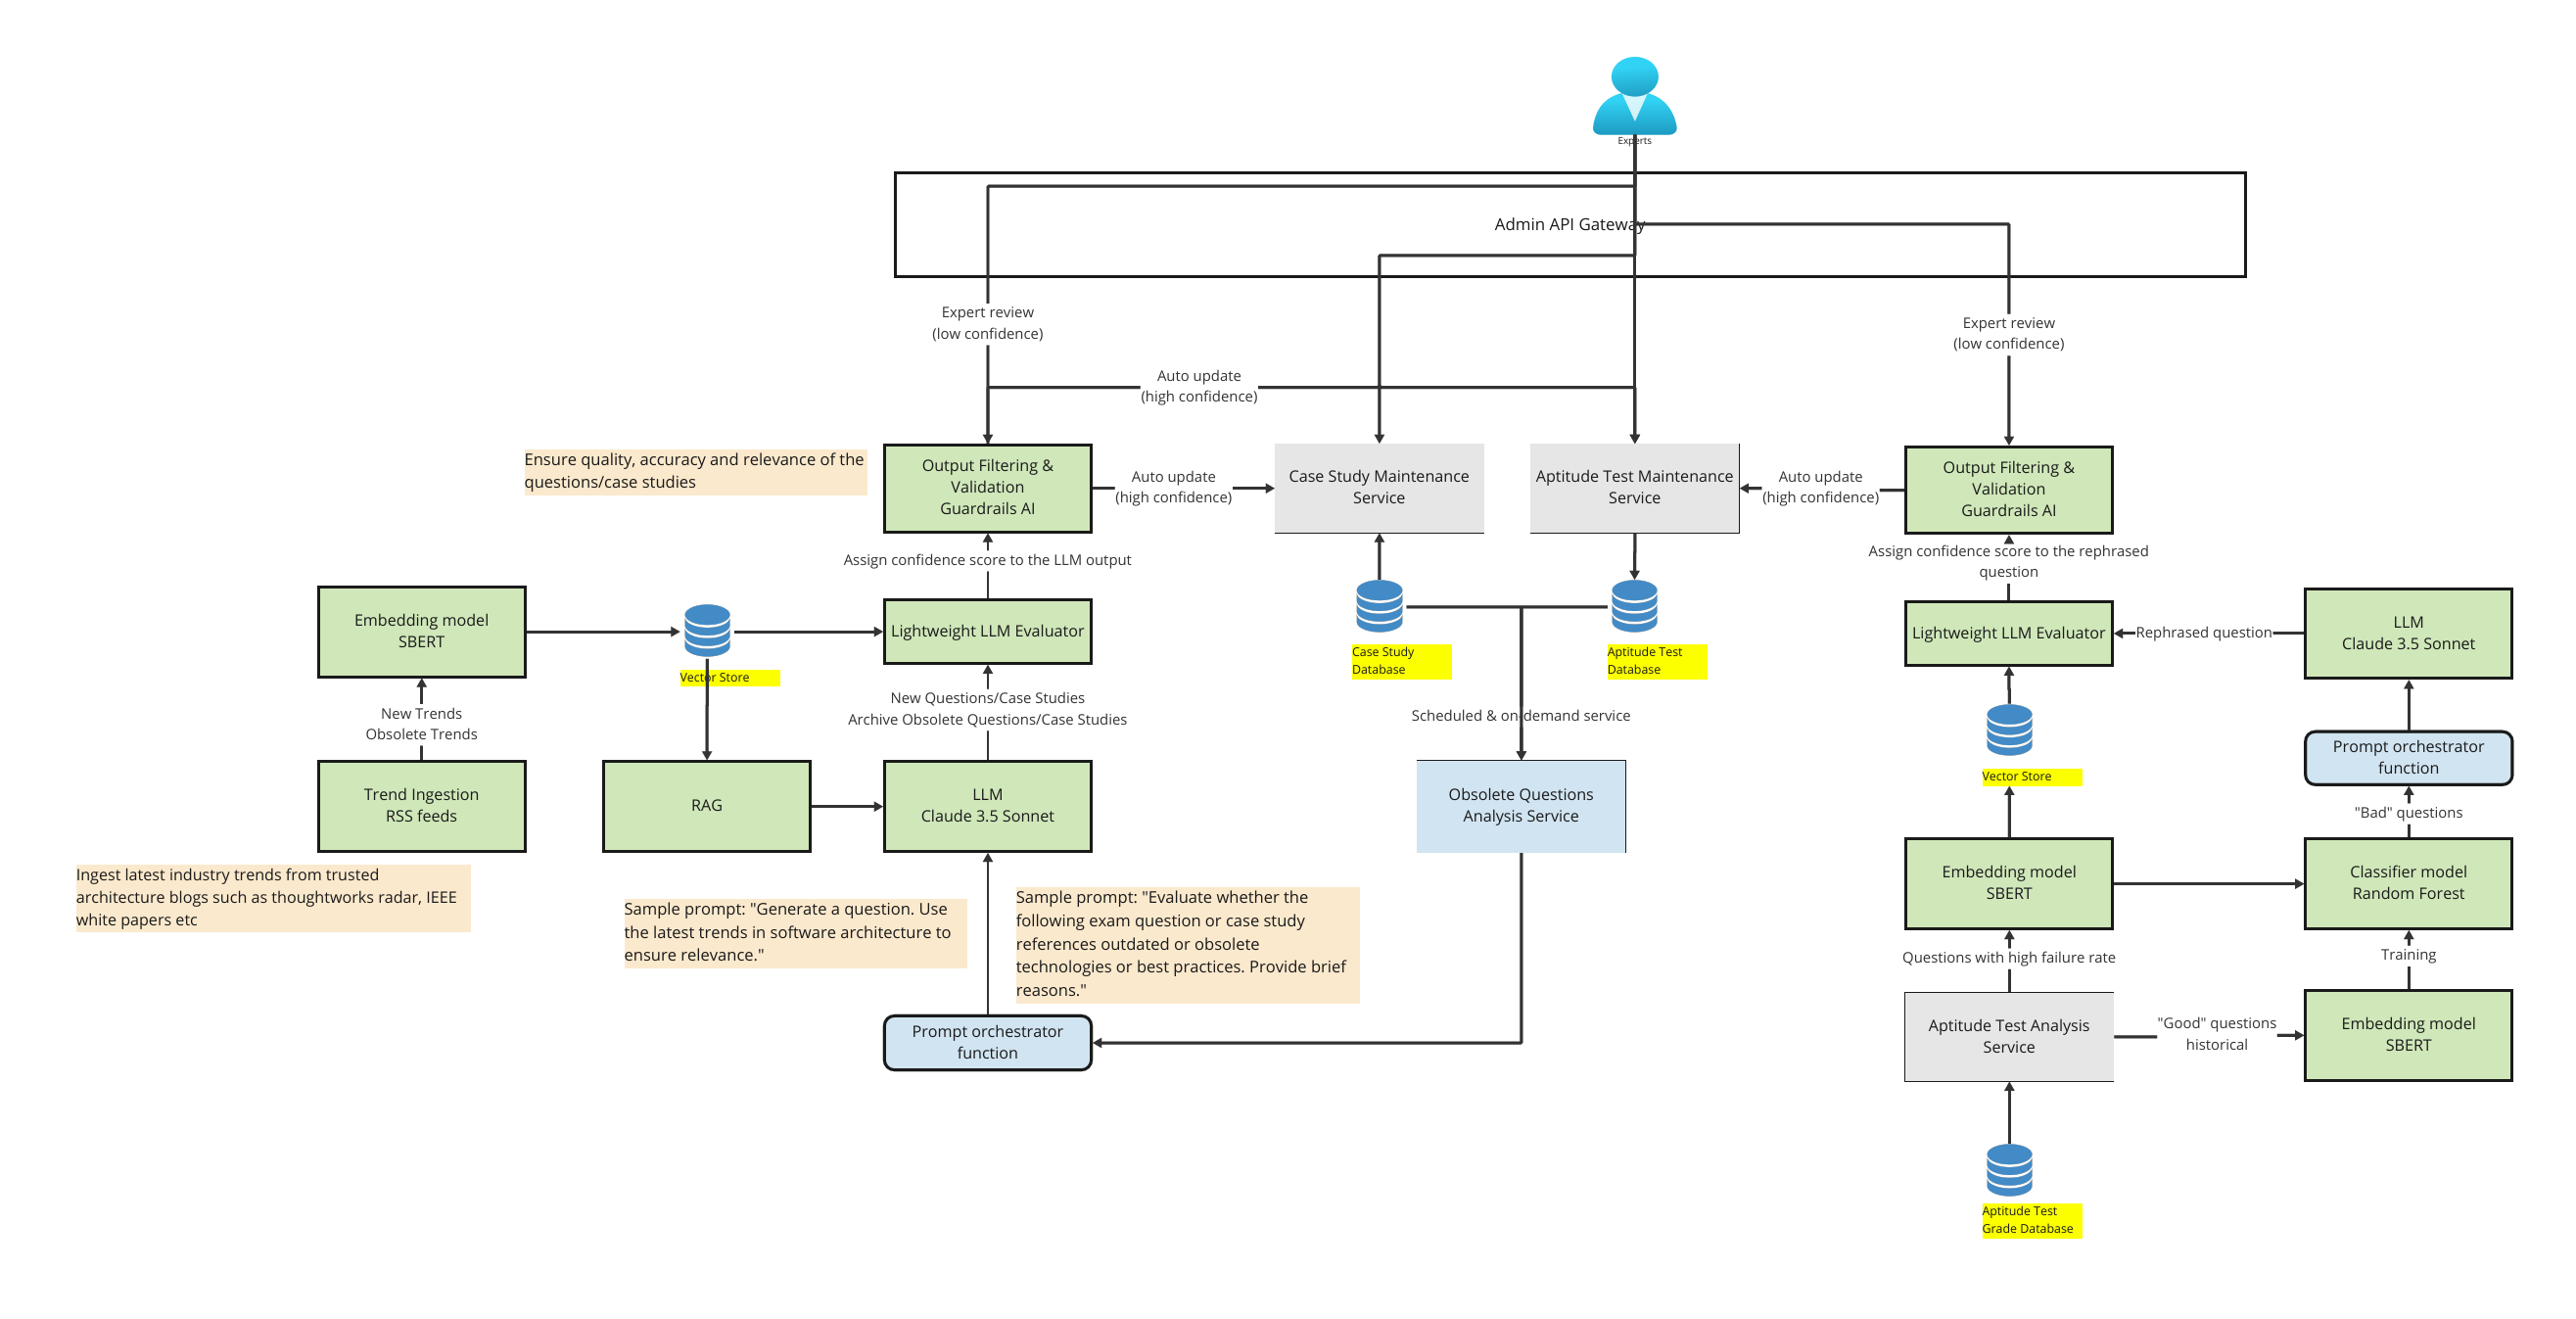 Experts
Admin API Gateway
Expert review
(low confidence)
Expert review
(low confidence)
Auto update
(high confidence)
Ensure quality, accuracy and relevance of the
questions/case studies
Output Filtering &
Validation
Guardrails AI
Auto update
(high confidence)
Case Study Maintenance
Service
Aptitude Test Maintenance
Service
Auto update
(high confidence)
Output Filtering &
Validation
Guardrails AI
Assign confidence score to the LLM output
Assign confidence score to the rephrased
question
Embedding model
SBERT
Vector Store
Lightweight LLM Evaluator
Case Study
Database
Aptitude Test
Database
Lightweight LLM Evaluator
Rephrased question
LLM
Claude 3.5 Sonnet
New Trends
Obsolete Trends
New Questions/Case Studies
Archive Obsolete Questions/Case Studies
Scheduled & on-demand service
Vector Store
Prompt orchestrator
function
Trend Ingestion
RSS feeds
RAG
LLM
Claude 3.5 Sonnet
Obsolete Questions
Analysis Service
"Bad" questions
Ingest latest industry trends from trusted
architecture blogs such as thoughtworks radar, IEEE
white papers etc
Sample prompt: "Generate a question. Use
the latest trends in software architecture to
ensure relevance."
Sample prompt: "Evaluate whether the
following exam question or case study
references outdated or obsolete
technologies or best practices. Provide brief
reasons."
Embedding model
SBERT
Classifier model
Random Forest
Questions with high failure rate
Training
Prompt orchestrator
function
Aptitude Test Analysis
Service
"Good" questions
historical
Embedding model
SBERT
Aptitude Test
Grade Database